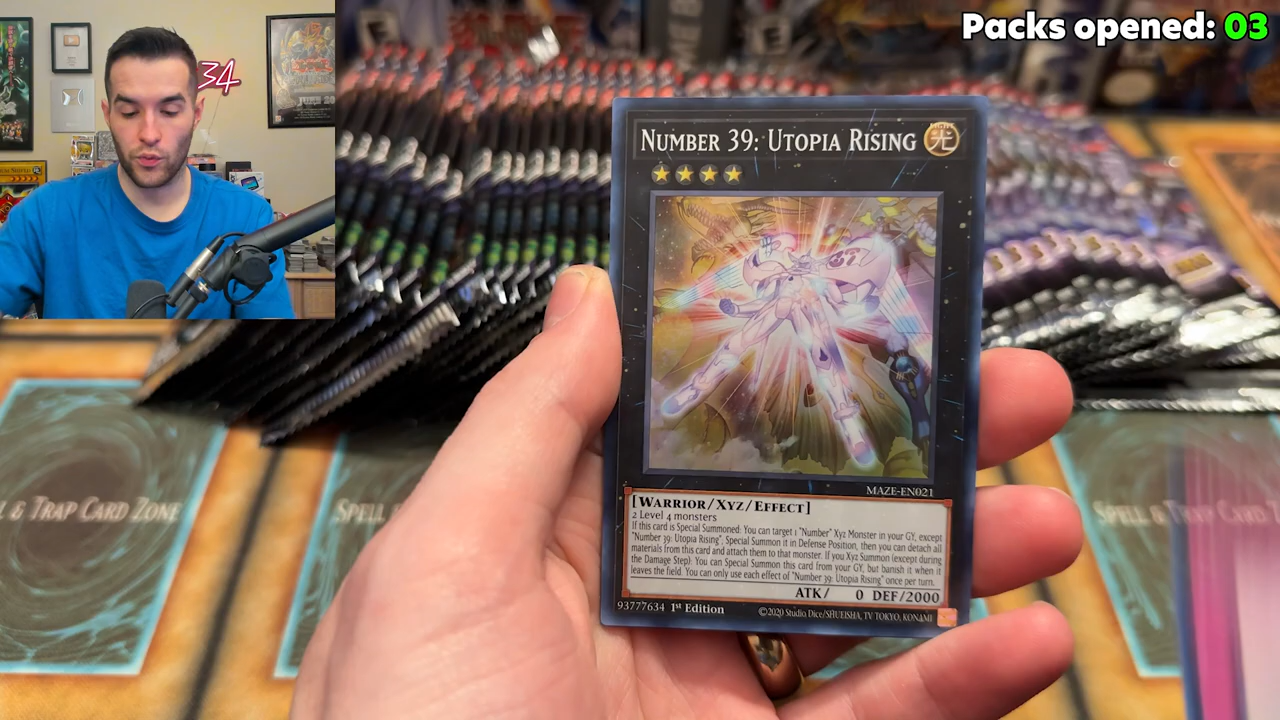 Packs opened: 03
34
NUMBER 39: UTOPIA RISING
LIGHT
光
MAZE-EN021
[WARRIOR/XYZ/EFFECT]
2 Level 4 monsters
If this card is Special Summoned: You can target 1 "Number" Xyz Monster in your GY, except
"Number 39: Utopia Rising"; Special Summon it in Defense Position, then you can detach all
materials from this card and attach them to that monster. If you Xyz Summon (except during
the Damage Step): You can Special Summon this card from your GY, but banish it when it
leaves the field. You can only use each effect of "Number 39: Utopia Rising" once per turn.
ATK/ 0 DEF/2000
93777634 1st Edition
©2020 Studio Dice/SHUEISHA, TV TOKYO, KONAMI
& TRAP CARD ZONE
SPELL &
SPELL & TRAP CARD